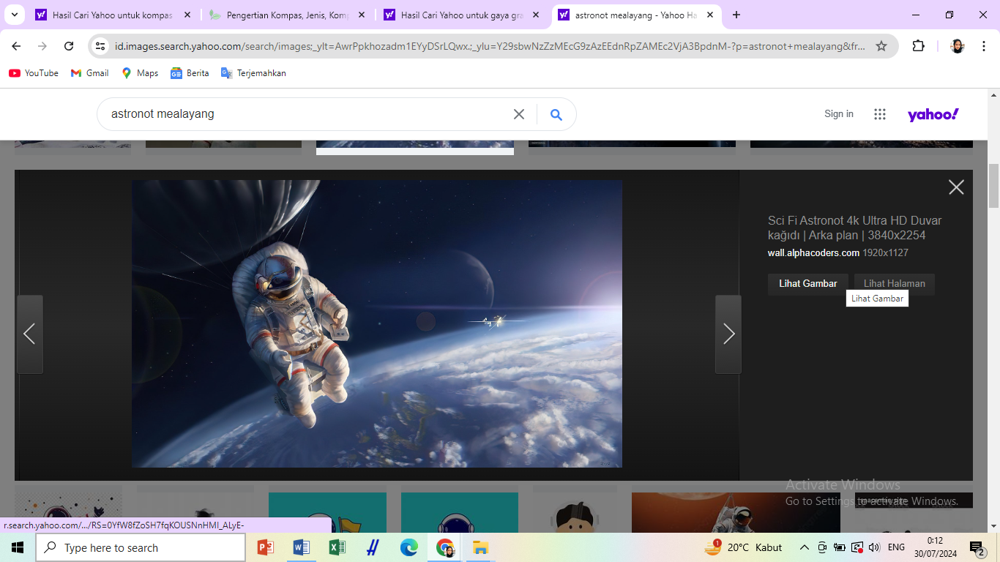 Hasil Cari Yahoo untuk kompas
Pengertian Kompas, Jenis, Komp
Hasil Cari Yahoo untuk gaya gra
astronot mealayang - Yahoo Ha
id.images.search.yahoo.com/search/images;_ylt=AwrPpkhozadm1EYyDSrLQwx.;_ylu=Y29sbwNzZzMEcG9zAzEEdnRpZAMEc2VjA3BpdnM-?p=astronot+mealayang&fr...
YouTube
Gmail
Maps
Berita
Terjemahkan
astronot mealayang
Sign in
yahoo!
Sci Fi Astronot 4k Ultra HD Duvar
kağıdı | Arka plan | 3840x2254
wall.alphacoders.com 1920x1127
Lihat Gambar
Lihat Halaman
Lihat Gambar
Activate Windows
Go to Settings to activate Windows.
r.search.yahoo.com/.../RS=0YfW8fZoSH7fqKOUSNnHMI_ALyE-
Type here to search
1
20°C Kabut
ENG
0:12
30/07/2024
2